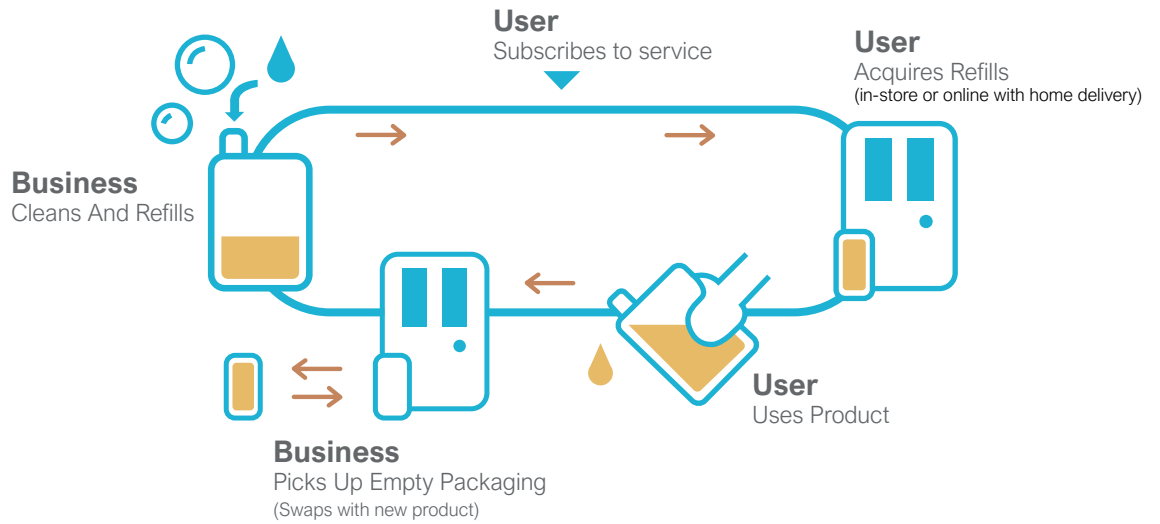 User
Subscribes to service
User
Acquires Refills
(in-store or online with home delivery)
Business
Cleans And Refills
User
Uses Product
Business
Picks Up Empty Packaging
(Swaps with new product)